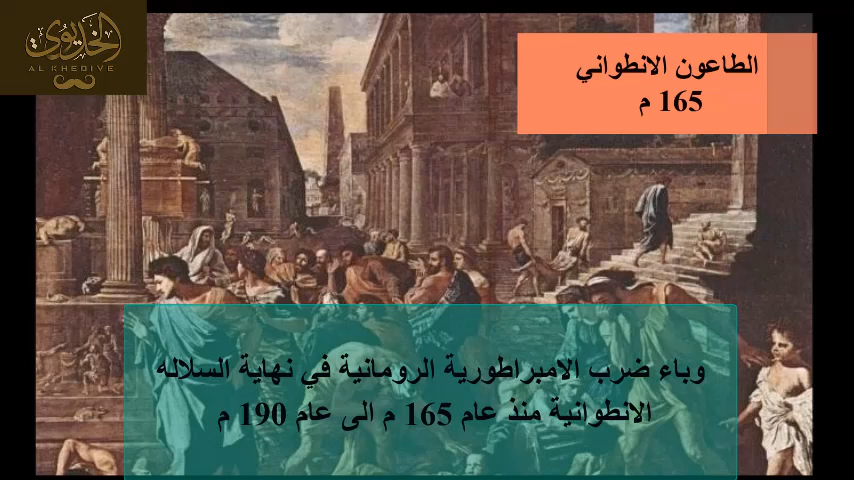 الخديوي
AL KHEDIVE
الطاعون الانطواني
165 م
وباء ضرب الامبراطورية الرومانية في نهاية السلاله
الانطوانية منذ عام 165 م الى عام 190 م